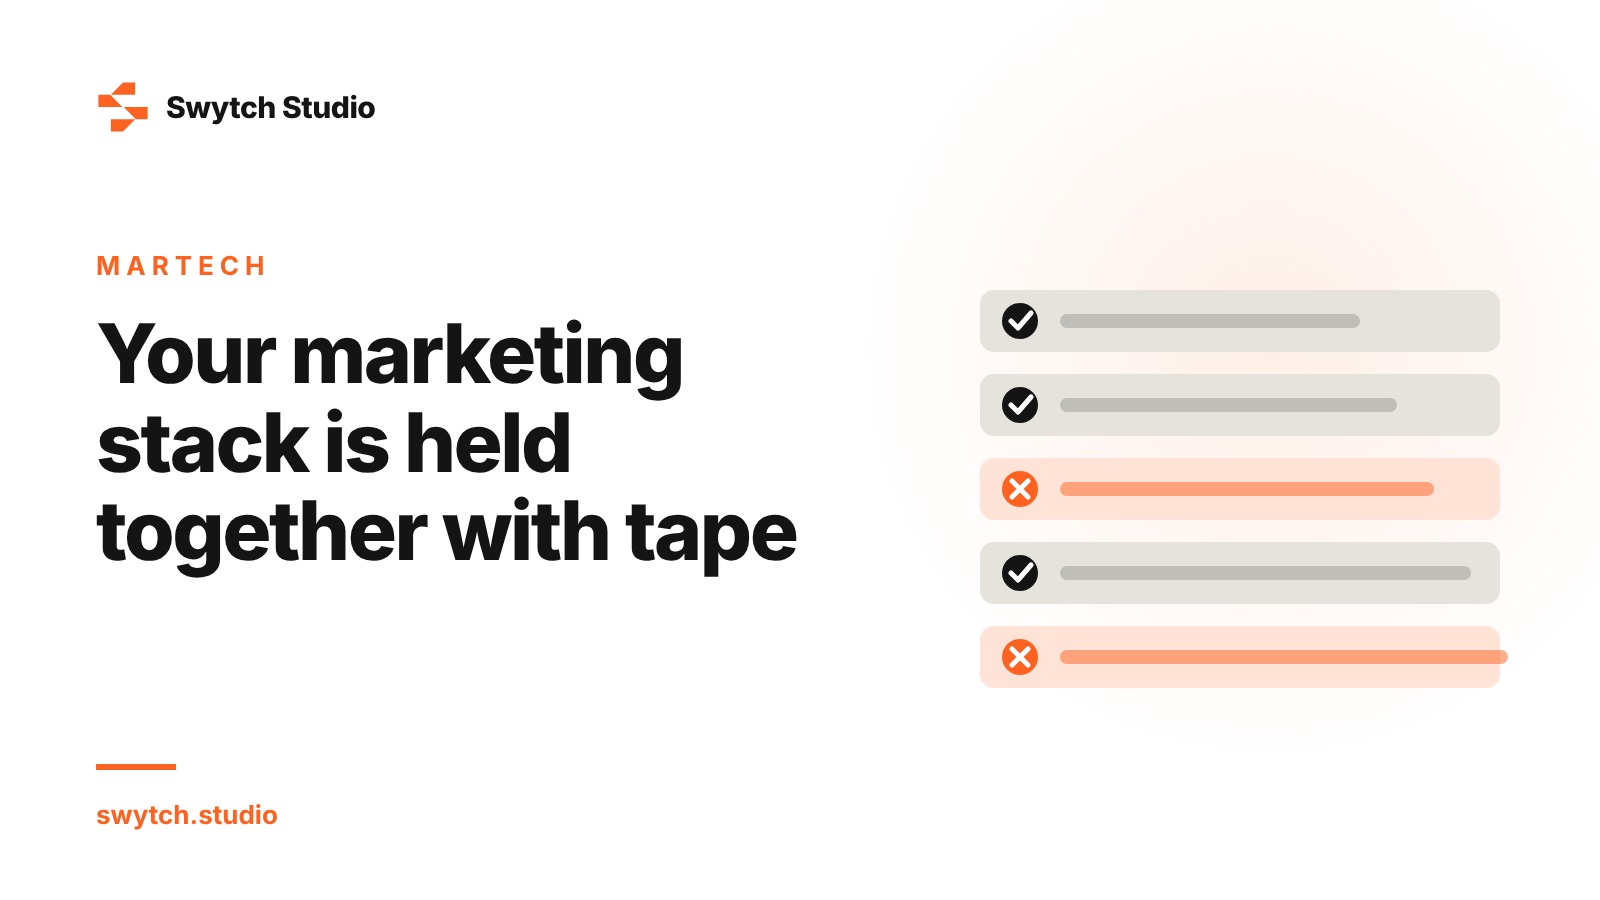 Swytch Studio
MARTECH
Your marketing
stack is held
together with tape
swytch.studio